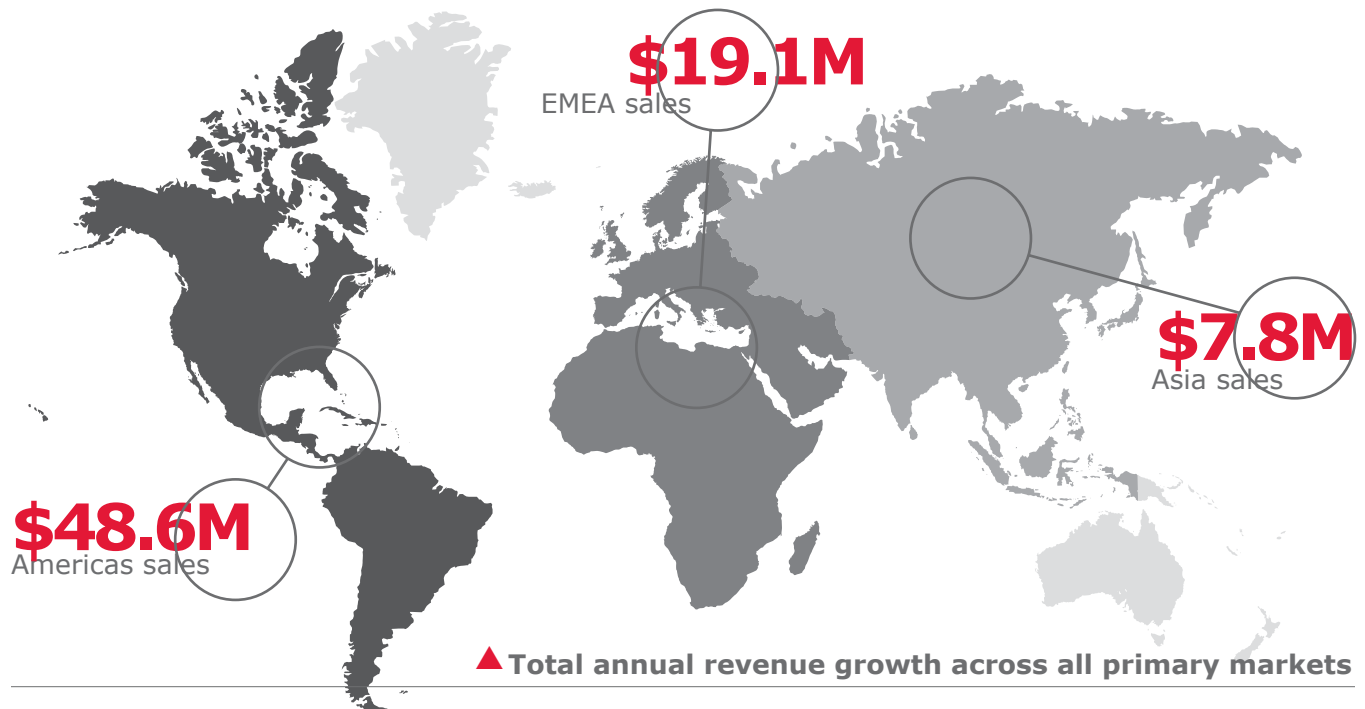 $19.1M
EMEA sales
$7.8M
Asia sales
$48.6M
Americas sales
Total annual revenue growth across all primary markets